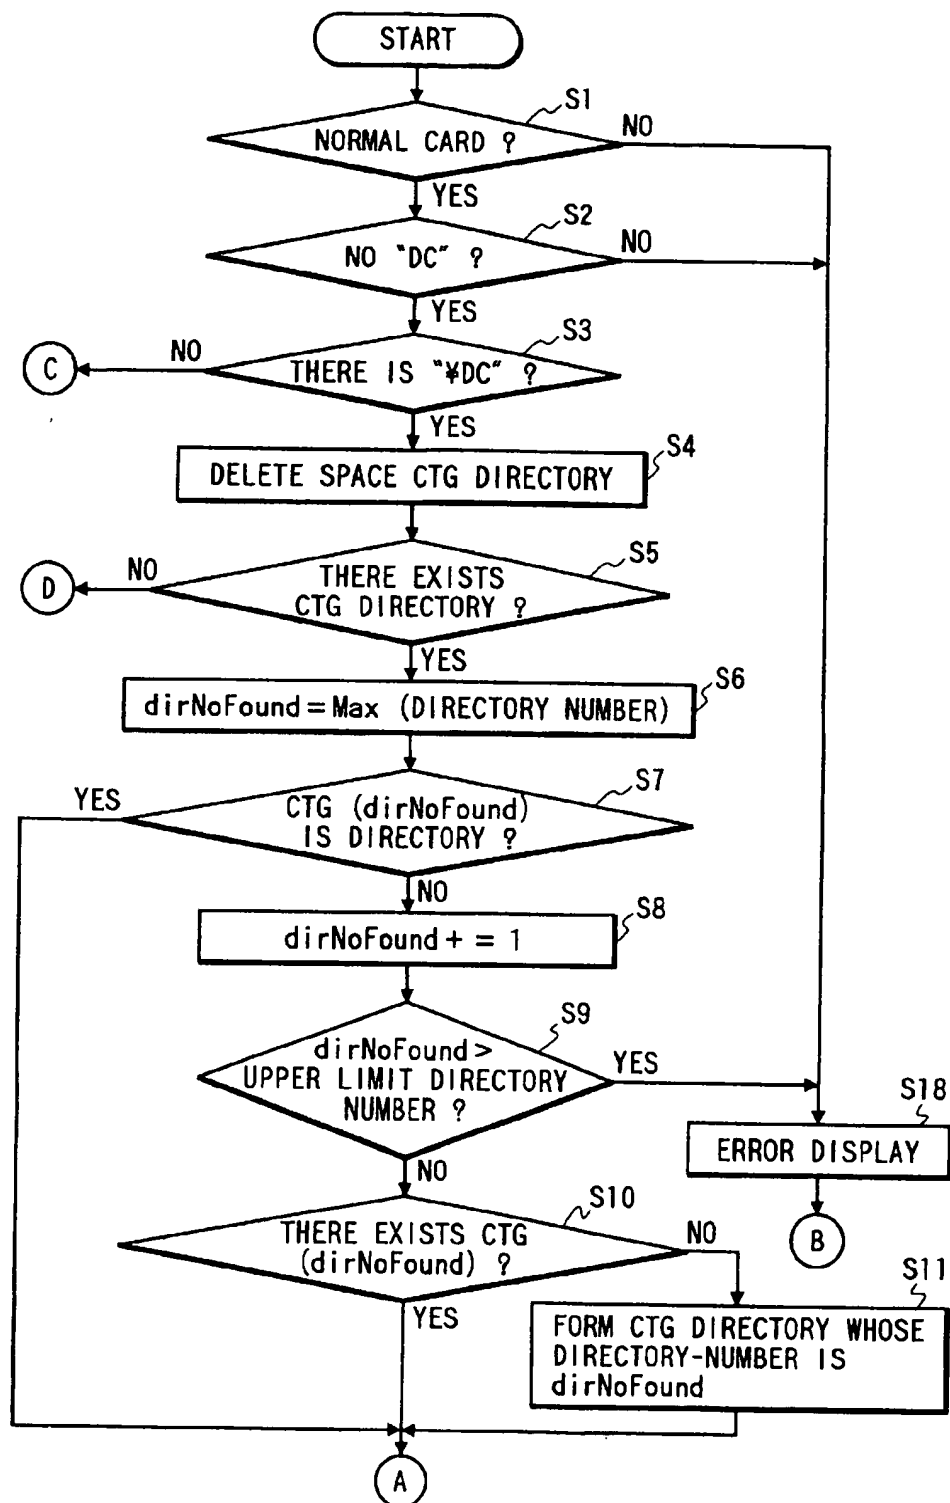 START
S1
NORMAL CARD ?
NO
YES
S2
NO "DC" ?
NO
YES
S3
NO
C
THERE IS "¥DC" ?
YES
S4
DELETE SPACE CTG DIRECTORY
S5
NO
D
THERE EXISTS
CTG DIRECTORY ?
YES
S6
dirNoFound = Max (DIRECTORY NUMBER)
S7
YES
CTG (dirNoFound)
IS DIRECTORY ?
NO
S8
dirNoFound + = 1
S9
dirNoFound >
UPPER LIMIT DIRECTORY
NUMBER ?
YES
S18
ERROR DISPLAY
NO
B
S10
THERE EXISTS CTG
(dirNoFound) ?
NO
YES
S11
FORM CTG DIRECTORY WHOSE
DIRECTORY-NUMBER IS
dirNoFound
A